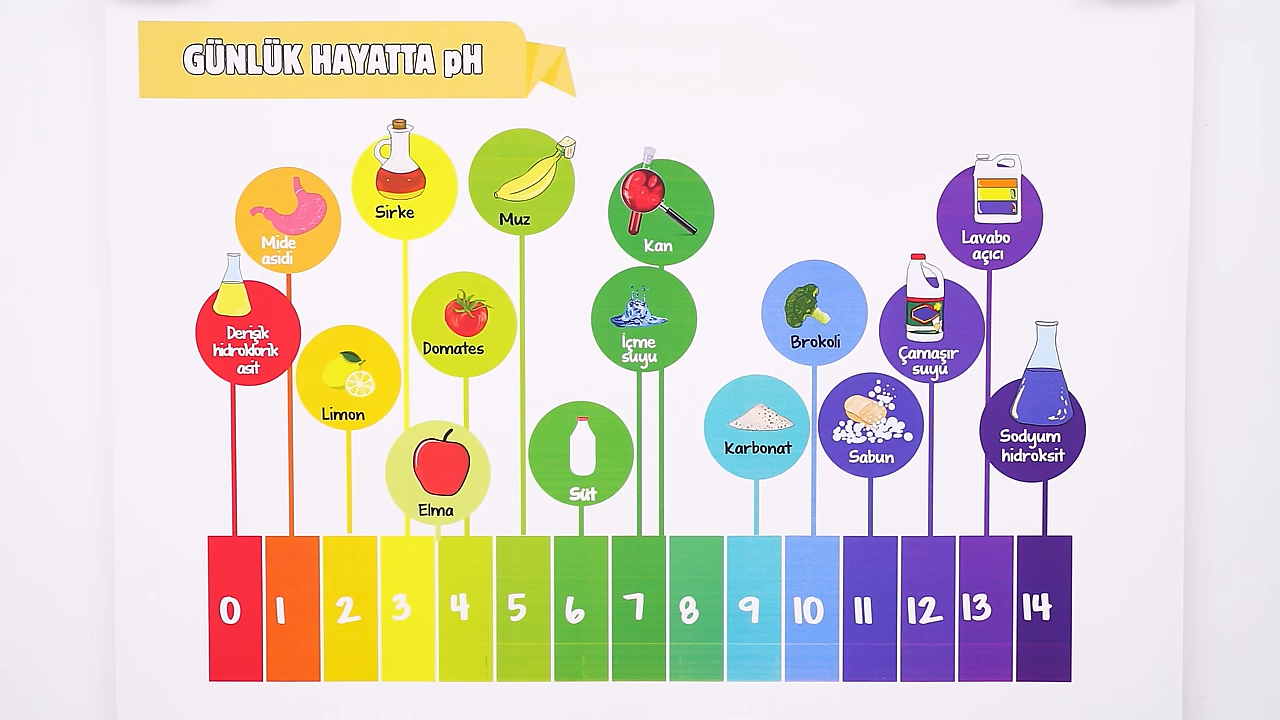 GÜNLÜK HAYATTA pH
Sirke
Muz
Mide
asidi
Kan
Lavabo
açıcı
Derişik
hidroklorik
asit
Domates
İçme
suyu
Brokoli
Çamaşır
suyu
Limon
Karbonat
Sabun
Sodyum
hidroksit
Elma
Süt
0 1 2 3 4 5 6 7 8 9 10 11 12 13 14